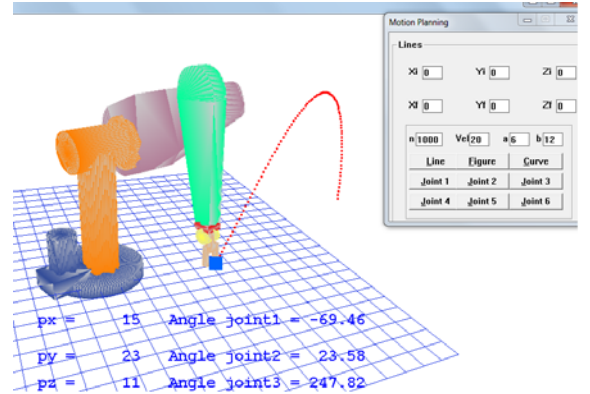 Motion Planning
Lines
Xi 0 Yi 0 Zi 0
Xf 0 Yf 0 Zf 0
n 1000 Vel 20 a 6 b 12
Line Figure Curve
Joint 1 Joint 2 Joint 3
Joint 4 Joint 5 Joint 6
px = 15 Angle joint1 = -69.46
py = 23 Angle joint2 = 23.58
pz = 11 Angle joint3 = 247.82